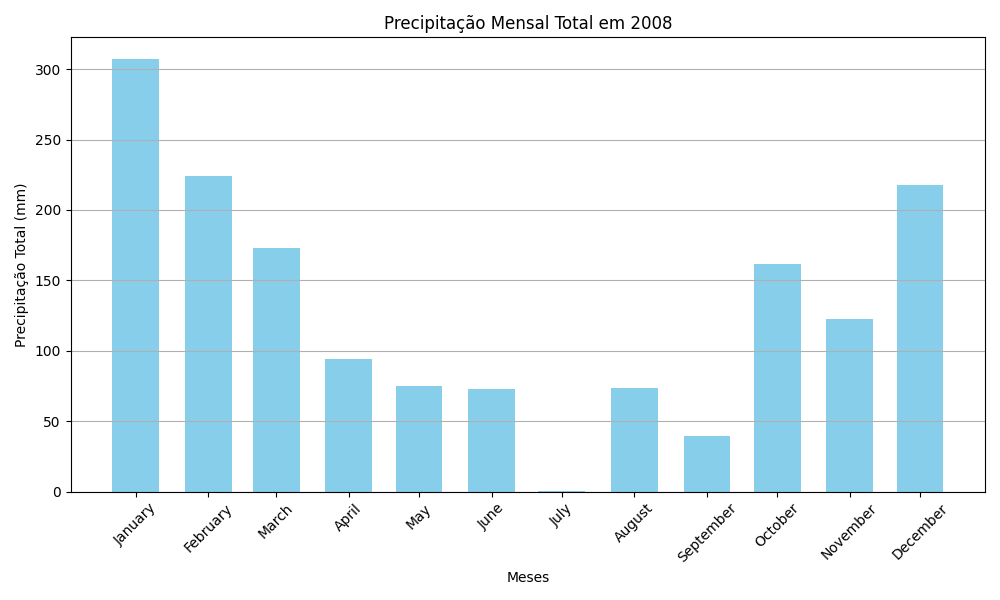 Precipitação Mensal Total em 2008
Precipitação Total (mm)
300
250
200
150
100
50
0
January
February
March
April
May
June
July
August
September
October
November
December
Meses